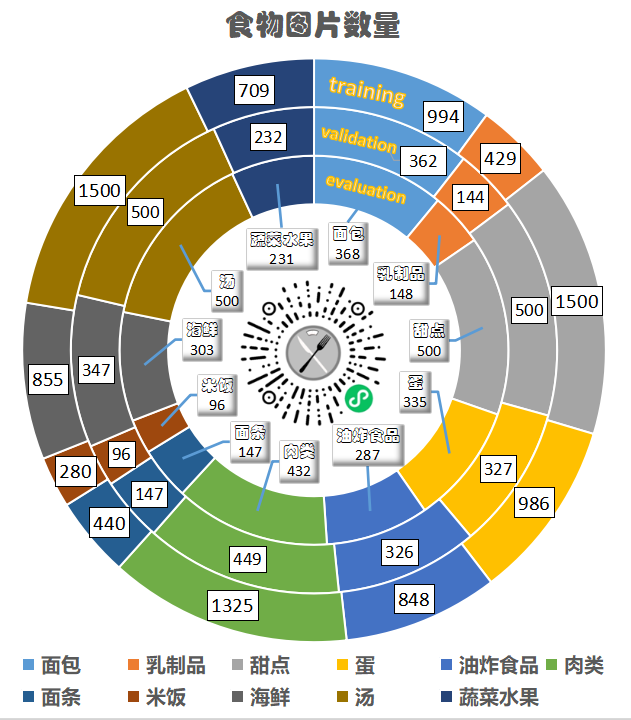 食物图片数量
training
validation
evaluation
709
994
232
362
429
144
1500
500
蔬菜水果
231
面包
368
乳制品
148
汤
500
甜点
500
500
1500
海鲜
303
855
347
米饭
96
蛋
335
面条
147
肉类
432
油炸食品
287
96
280
147
440
327
986
449
1325
326
848
面包 乳制品 甜点 蛋 油炸食品 肉类
面条 米饭 海鲜 汤 蔬菜水果